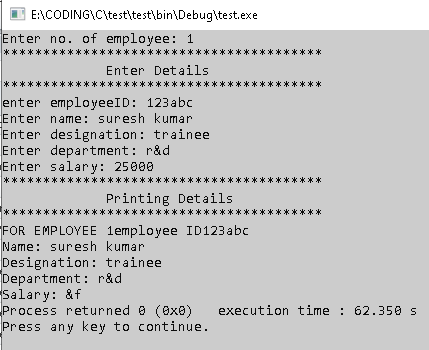 E:\CODING\C\test\test\bin\Debug\test.exe
Enter no. of employee: 1
****************************************
Enter Details
****************************************
enter employeeID: 123abc
Enter name: suresh kumar
Enter designation: trainee
Enter department: r&d
Enter salary: 25000
****************************************
Printing Details
****************************************
FOR EMPLOYEE 1employee ID123abc
Name: suresh kumar
Designation: trainee
Department: r&d
Salary: &f
Process returned 0 (0x0)   execution time : 62.350 s
Press any key to continue.